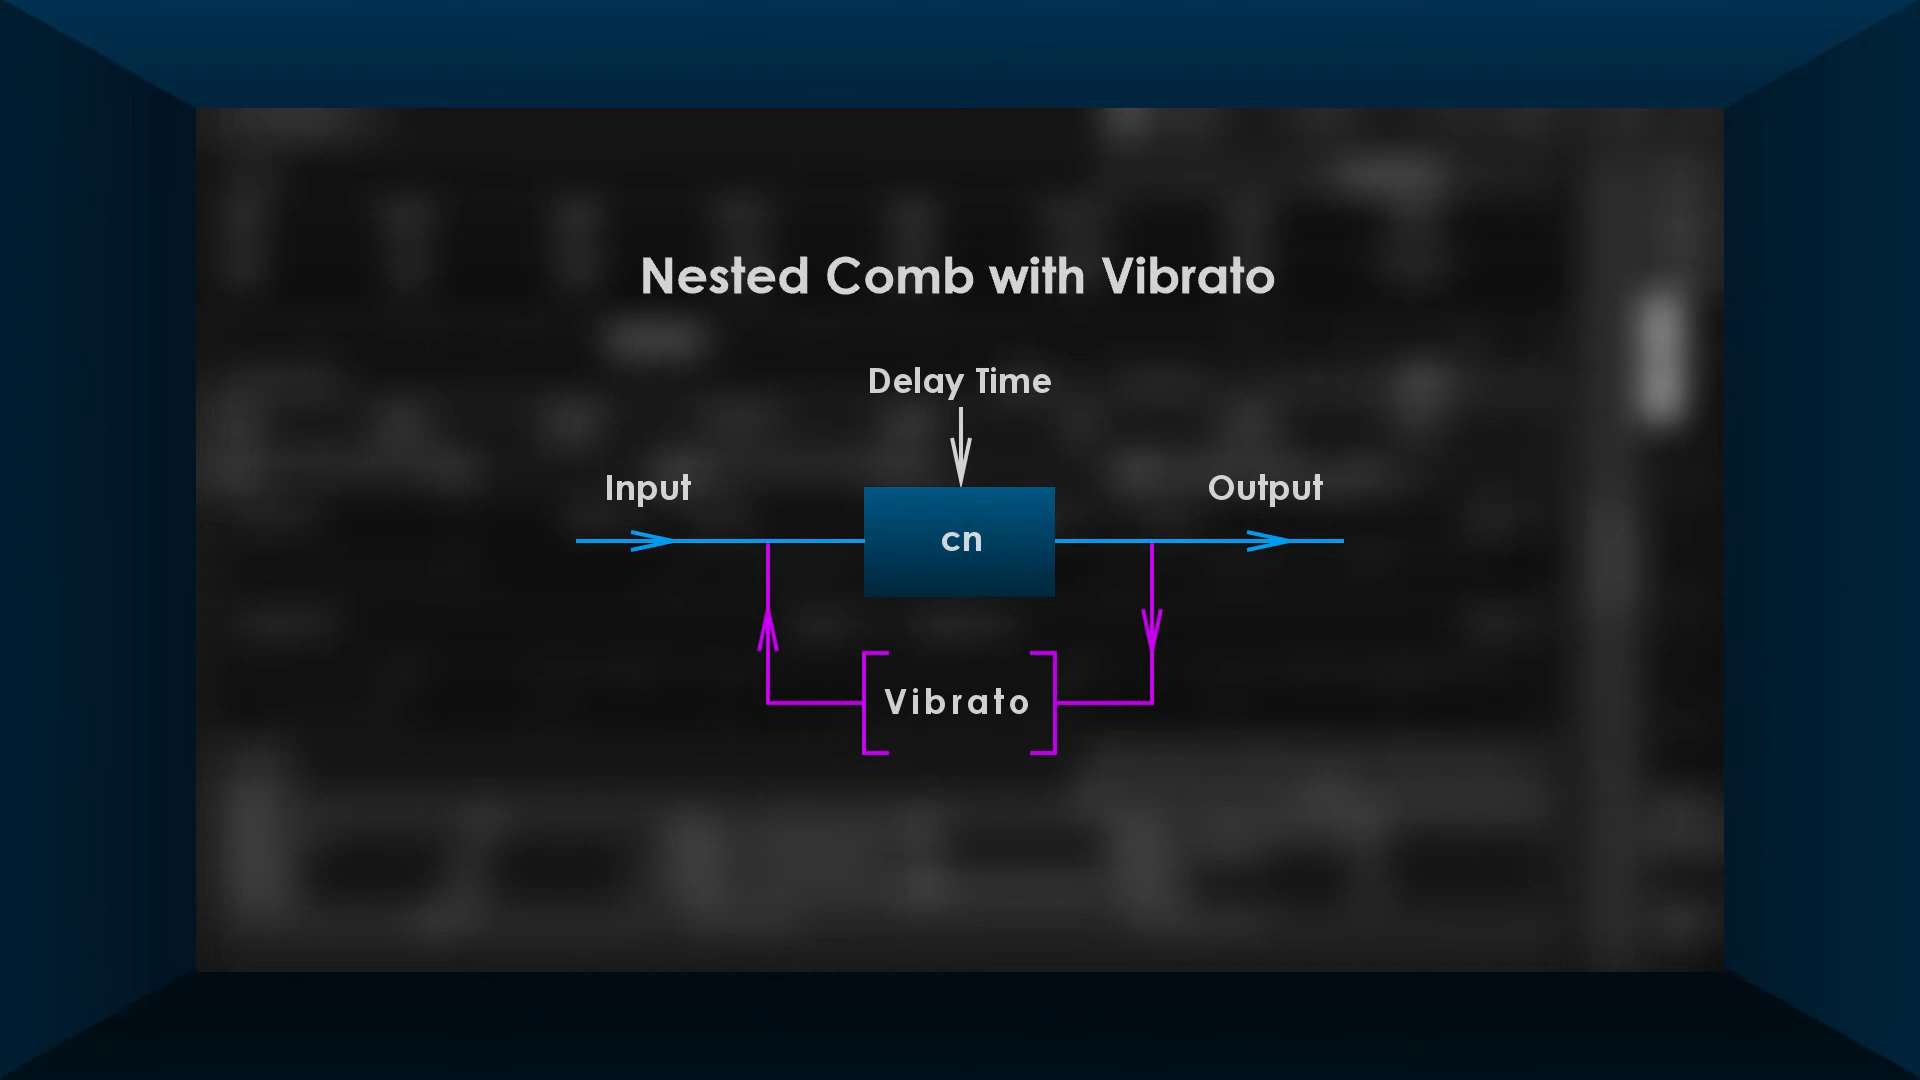 Nested Comb with Vibrato
Delay Time
Input
Output
cn
Vibrato